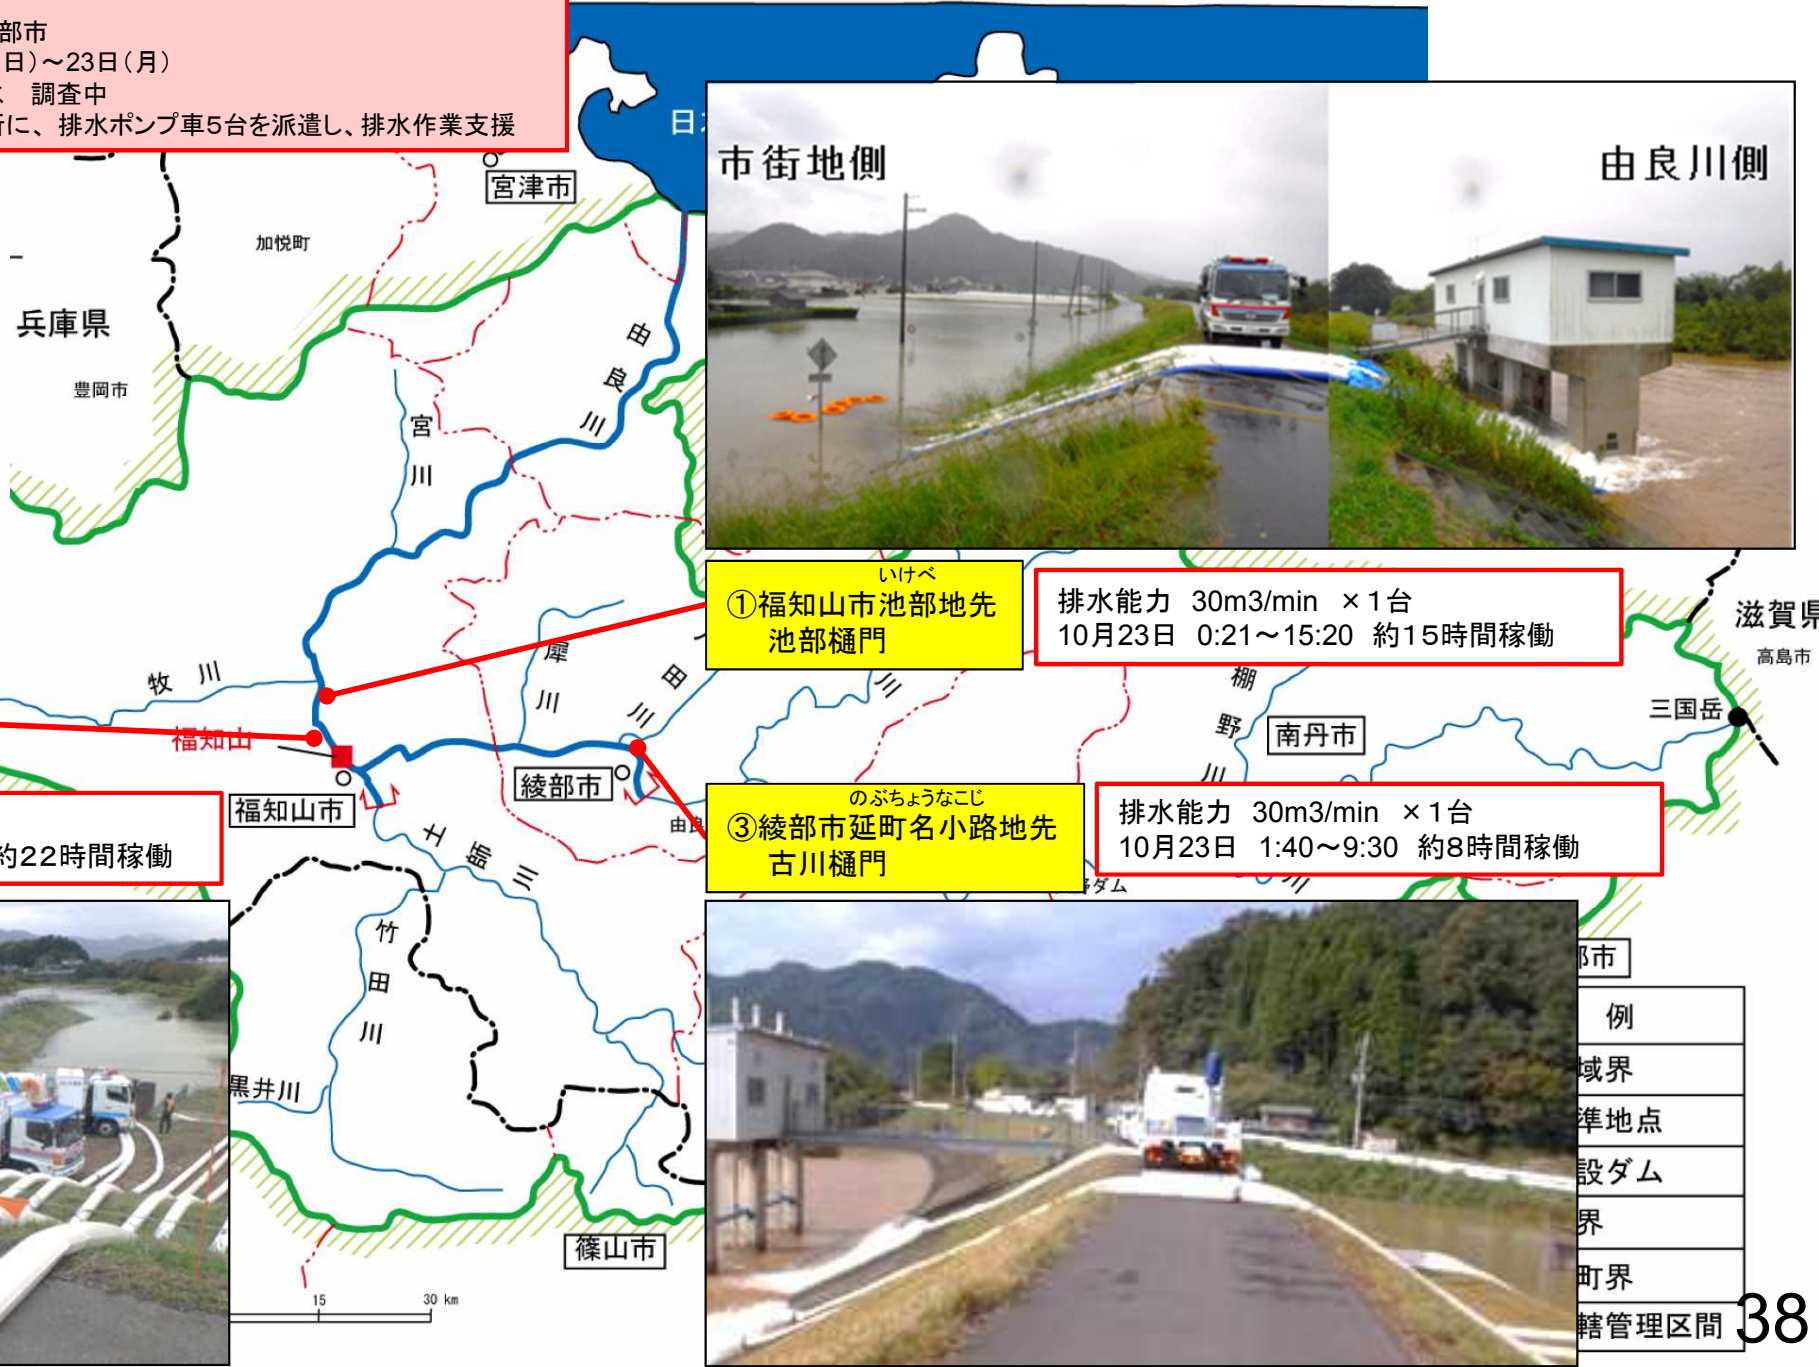 部市
日）～23日（月）
調査中
に、排水ポンプ車５台を派遣し、排水作業支援
宮津市
加悦町
兵庫県
豊岡市
日
市街地側
由良川側
由良川
宮川
いけべ
①福知山市池部地先
池部樋門
排水能力　30m3/min　×１台
10月23日　0:21～15:20　約１５時間稼働
滋賀県
高島市
三国岳
牧川
犀川
田川
川
棚野川
南丹市
福知山
福知山市
綾部市
由良
のぶちょうなこじ
③綾部市延町名小路地先
古川樋門
排水能力　30m3/min　×１台
10月23日　1:40～9:30　約８時間稼働
約２２時間稼働
土師川
ダム
川
竹田川
黒井川
篠山市
15
30 km
部市
例
域界
準地点
設ダム
界
町界
轄管理区間
38